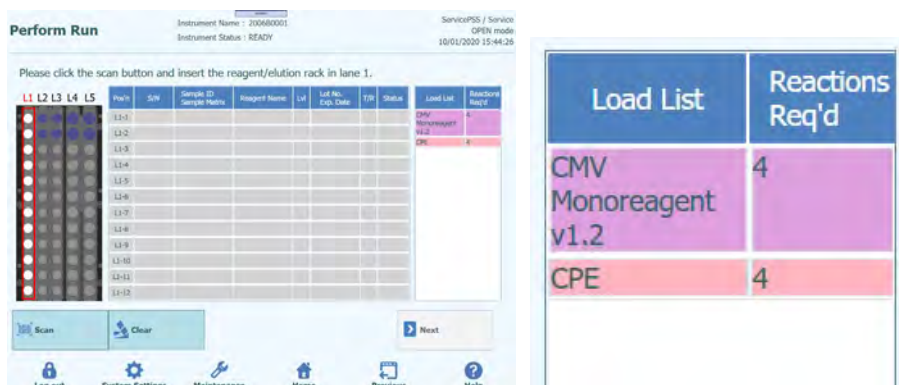 Perform Run
Instrument Name : 200680001
Instrument Status : READY
ServicePSS / Service
OPEN mode
10/01/2020 15:44:26
Please click the scan button and insert the reagent/elution rack in lane 1.
L1 L2 L3 L4 L5
Pos'n S/N Sample ID Sample Matrix Reagent Name Lvl Lot No. Exp. Date T/R Status Load List Reactions Req'd
L1-1
L1-2
L1-3
L1-4
L1-5
L1-6
L1-7
L1-8
L1-9
L1-10
L1-11
L1-12
CMV Monoreagent v1.2 4
CPE 4
Scan
Clear
Next
Log out
System Settings
Maintenance
Home
Previous
Help
Load List
Reactions
Req'd
CMV 4
Monoreagent
v1.2
CPE 4